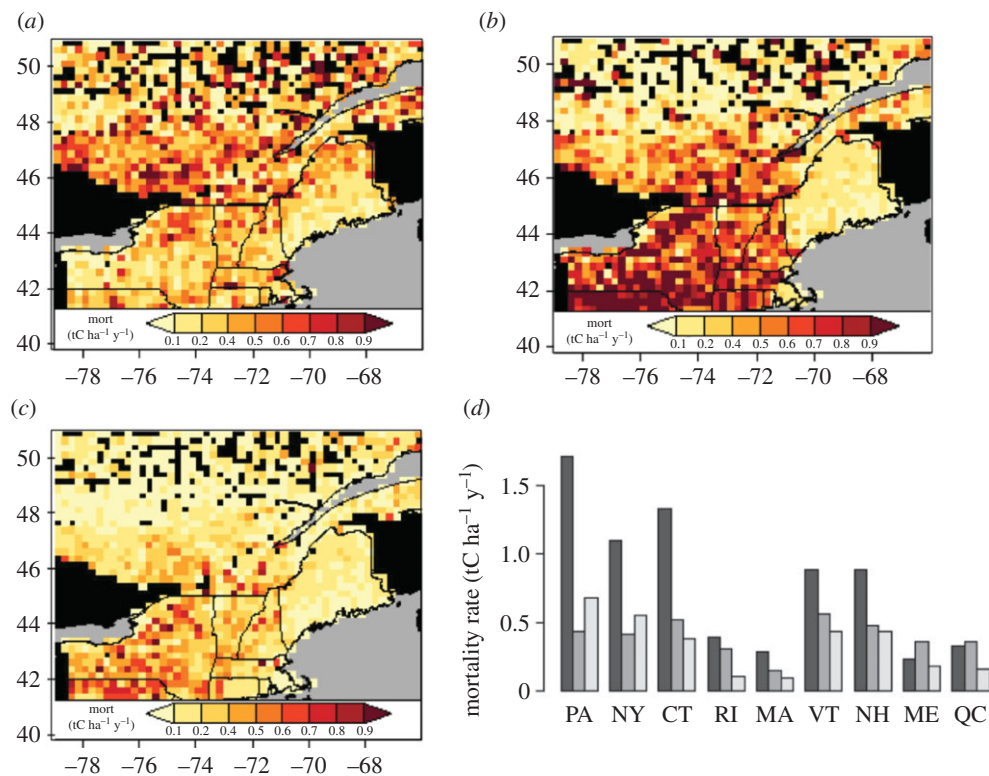 (a)
50
48
46
44
42
40
mort
(tC ha⁻¹ y⁻¹)
0.1 0.2 0.4 0.5 0.6 0.7 0.8 0.9
–78 –76 –74 –72 –70 –68
(b)
50
48
46
44
42
40
mort
(tC ha⁻¹ y⁻¹)
0.1 0.2 0.4 0.5 0.6 0.7 0.8 0.9
–78 –76 –74 –72 –70 –68
(c)
50
48
46
44
42
40
mort
(tC ha⁻¹ y⁻¹)
0.1 0.2 0.4 0.5 0.6 0.7 0.8 0.9
–78 –76 –74 –72 –70 –68
(d)
mortality rate (tC ha⁻¹ y⁻¹)
1.5
1.0
0.5
0
PA NY CT RI MA VT NH ME QC